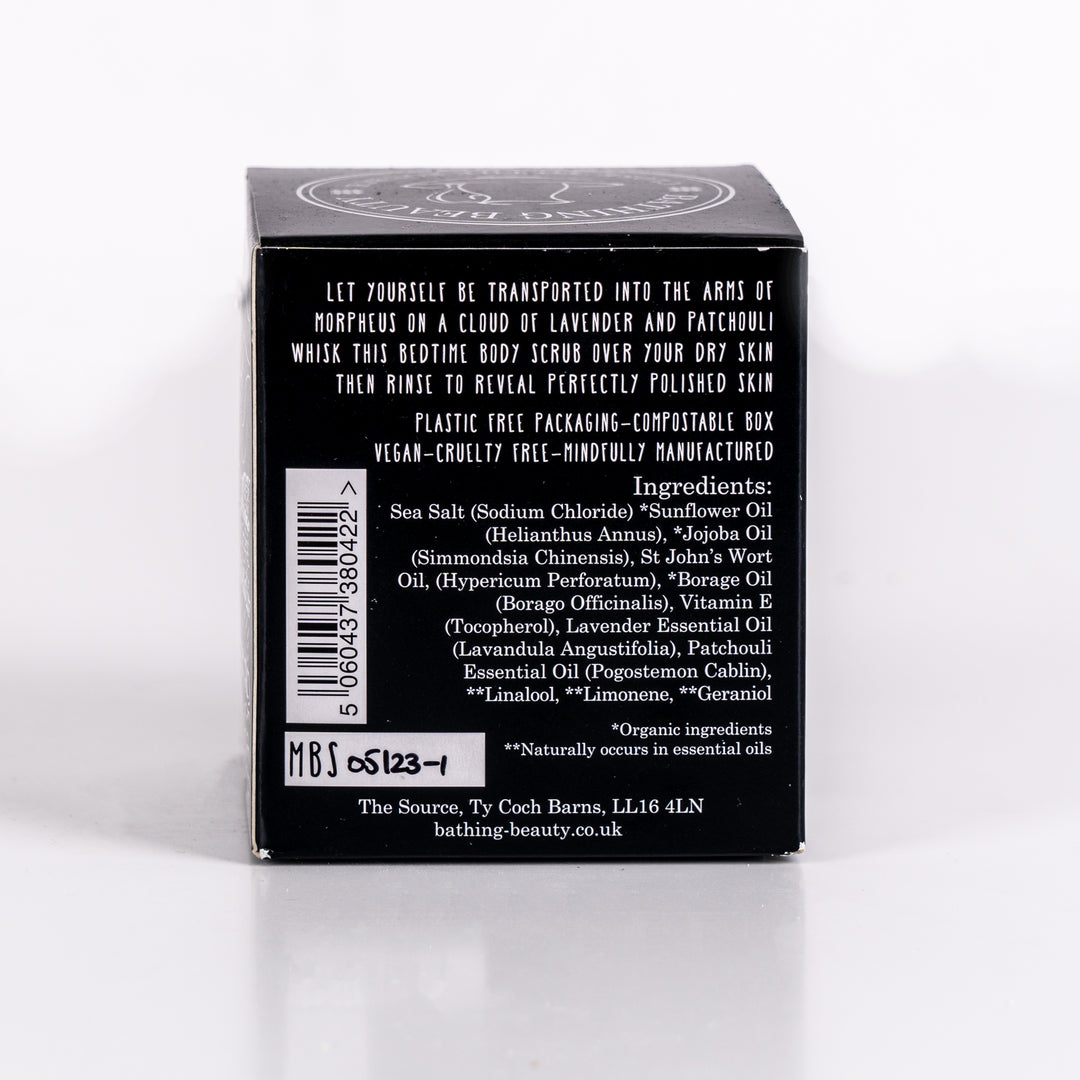 BATHING BEAUTY
LET YOURSELF BE TRANSPORTED INTO THE ARMS OF
MORPHEUS ON A CLOUD OF LAVENDER AND PATCHOULI
WHISK THIS BEDTIME BODY SCRUB OVER YOUR DRY SKIN
THEN RINSE TO REVEAL PERFECTLY POLISHED SKIN
PLASTIC FREE PACKAGING-COMPOSTABLE BOX
VEGAN-CRUELTY FREE-MINDFULLY MANUFACTURED
Ingredients:
Sea Salt (Sodium Chloride) *Sunflower Oil
(Helianthus Annus), *Jojoba Oil
(Simmondsia Chinensis), St John's Wort
Oil, (Hypericum Perforatum), *Borage Oil
(Borago Officinalis), Vitamin E
(Tocopherol), Lavender Essential Oil
(Lavandula Angustifolia), Patchouli
Essential Oil (Pogostemon Cablin),
**Linalool, **Limonene, **Geraniol
*Organic ingredients
**Naturally occurs in essential oils
5 060437 380422 >
MBS 05123-1
The Source, Ty Coch Barns, LL16 4LN
bathing-beauty.co.uk